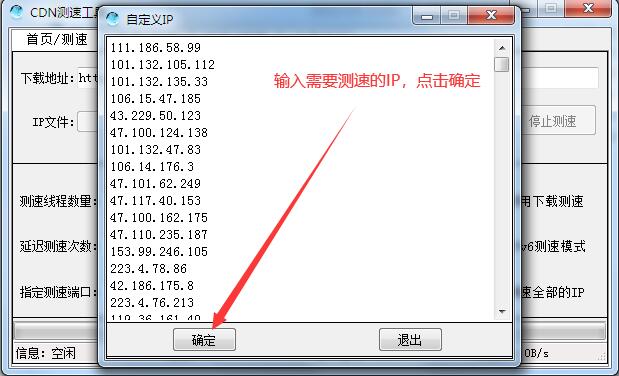 CDN测速工
自定义IP
首页/测速
下载地址:
IP文件:
停止测速
测速线程数量:
用下载测速
延迟测速次数:
v6测速模式
指定测速端口:
速全部的IP
111.186.58.99
101.132.105.112
101.132.135.33
106.15.47.185
43.229.50.123
47.100.124.138
101.132.47.83
106.14.176.3
47.101.62.249
47.117.40.153
47.100.162.175
47.110.235.187
153.99.246.105
223.4.78.86
42.186.175.8
223.4.76.213
输入需要测速的IP，点击确定
确定
退出
信息: 空闲
0B/s